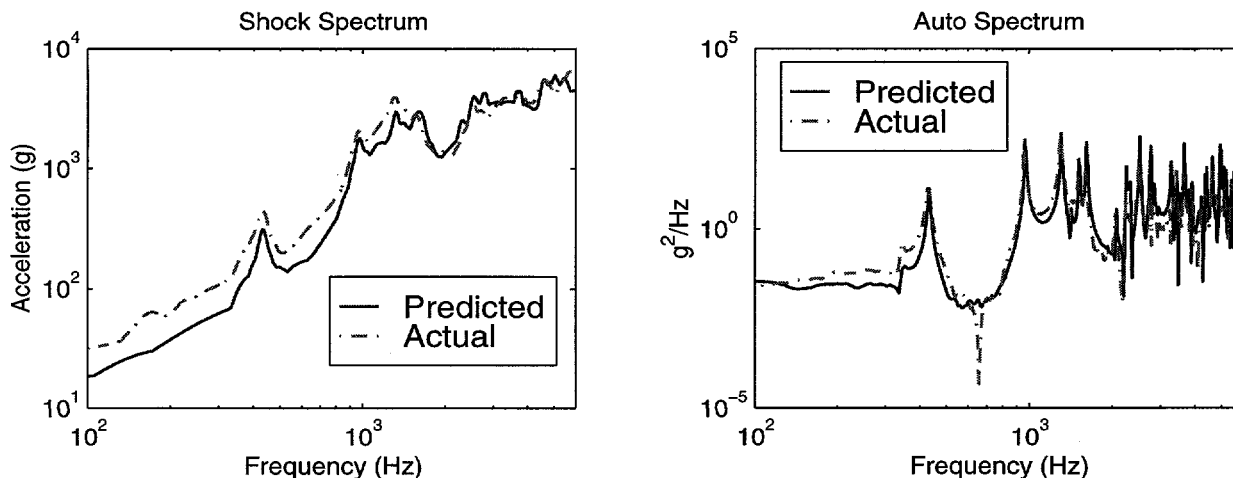 Shock Spectrum
10^4
10^3
10^2
10^1
Acceleration (g)
Predicted
Actual
10^2
10^3
Frequency (Hz)
Auto Spectrum
10^5
10^0
10^-5
g^2/Hz
Predicted
Actual
10^2
10^3
Frequency (Hz)